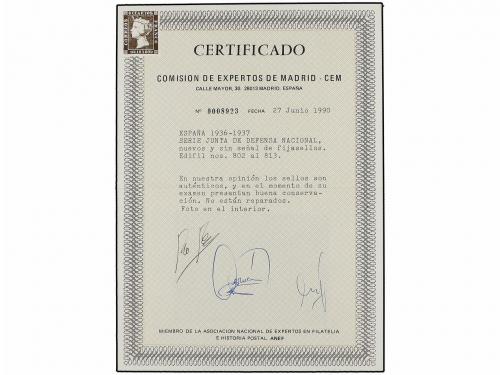 CERTIFICADO
COMISION DE EXPERTOS DE MADRID - CEM
CALLE MAYOR, 30. 28013 MADRID. ESPAÑA
Nº 0008923 FECHA 27 Junio 1990
ESPAÑA 1936-1937
SERIE JUNTA DE DEFENSA NACIONAL,
nuevos y sin señal de fijasellos.
Edifil nos. 802 al 813.
En nuestra opinión los sellos son
auténticos, y en el momento de su
examen presentan buena conserva-
ción. No están reparados.
Foto en el interior.
MIEMBRO DE LA ASOCIACION NACIONAL DE EXPERTOS EN FILATELIA
E HISTORIA POSTAL. ANEF